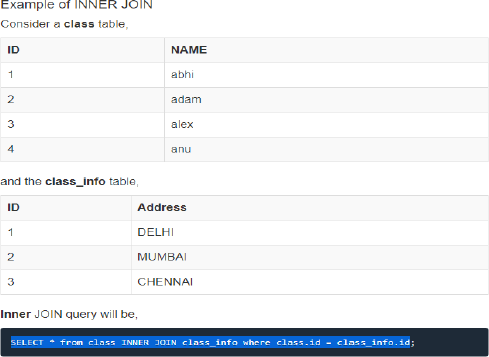 Example of INNER JOIN
Consider a class table,
ID NAME
1 abhi
2 adam
3 alex
4 anu
and the class_info table,
ID Address
1 DELHI
2 MUMBAI
3 CHENNAI
Inner JOIN query will be,
SELECT * from class INNER JOIN class_info where class.id = class_info.id;